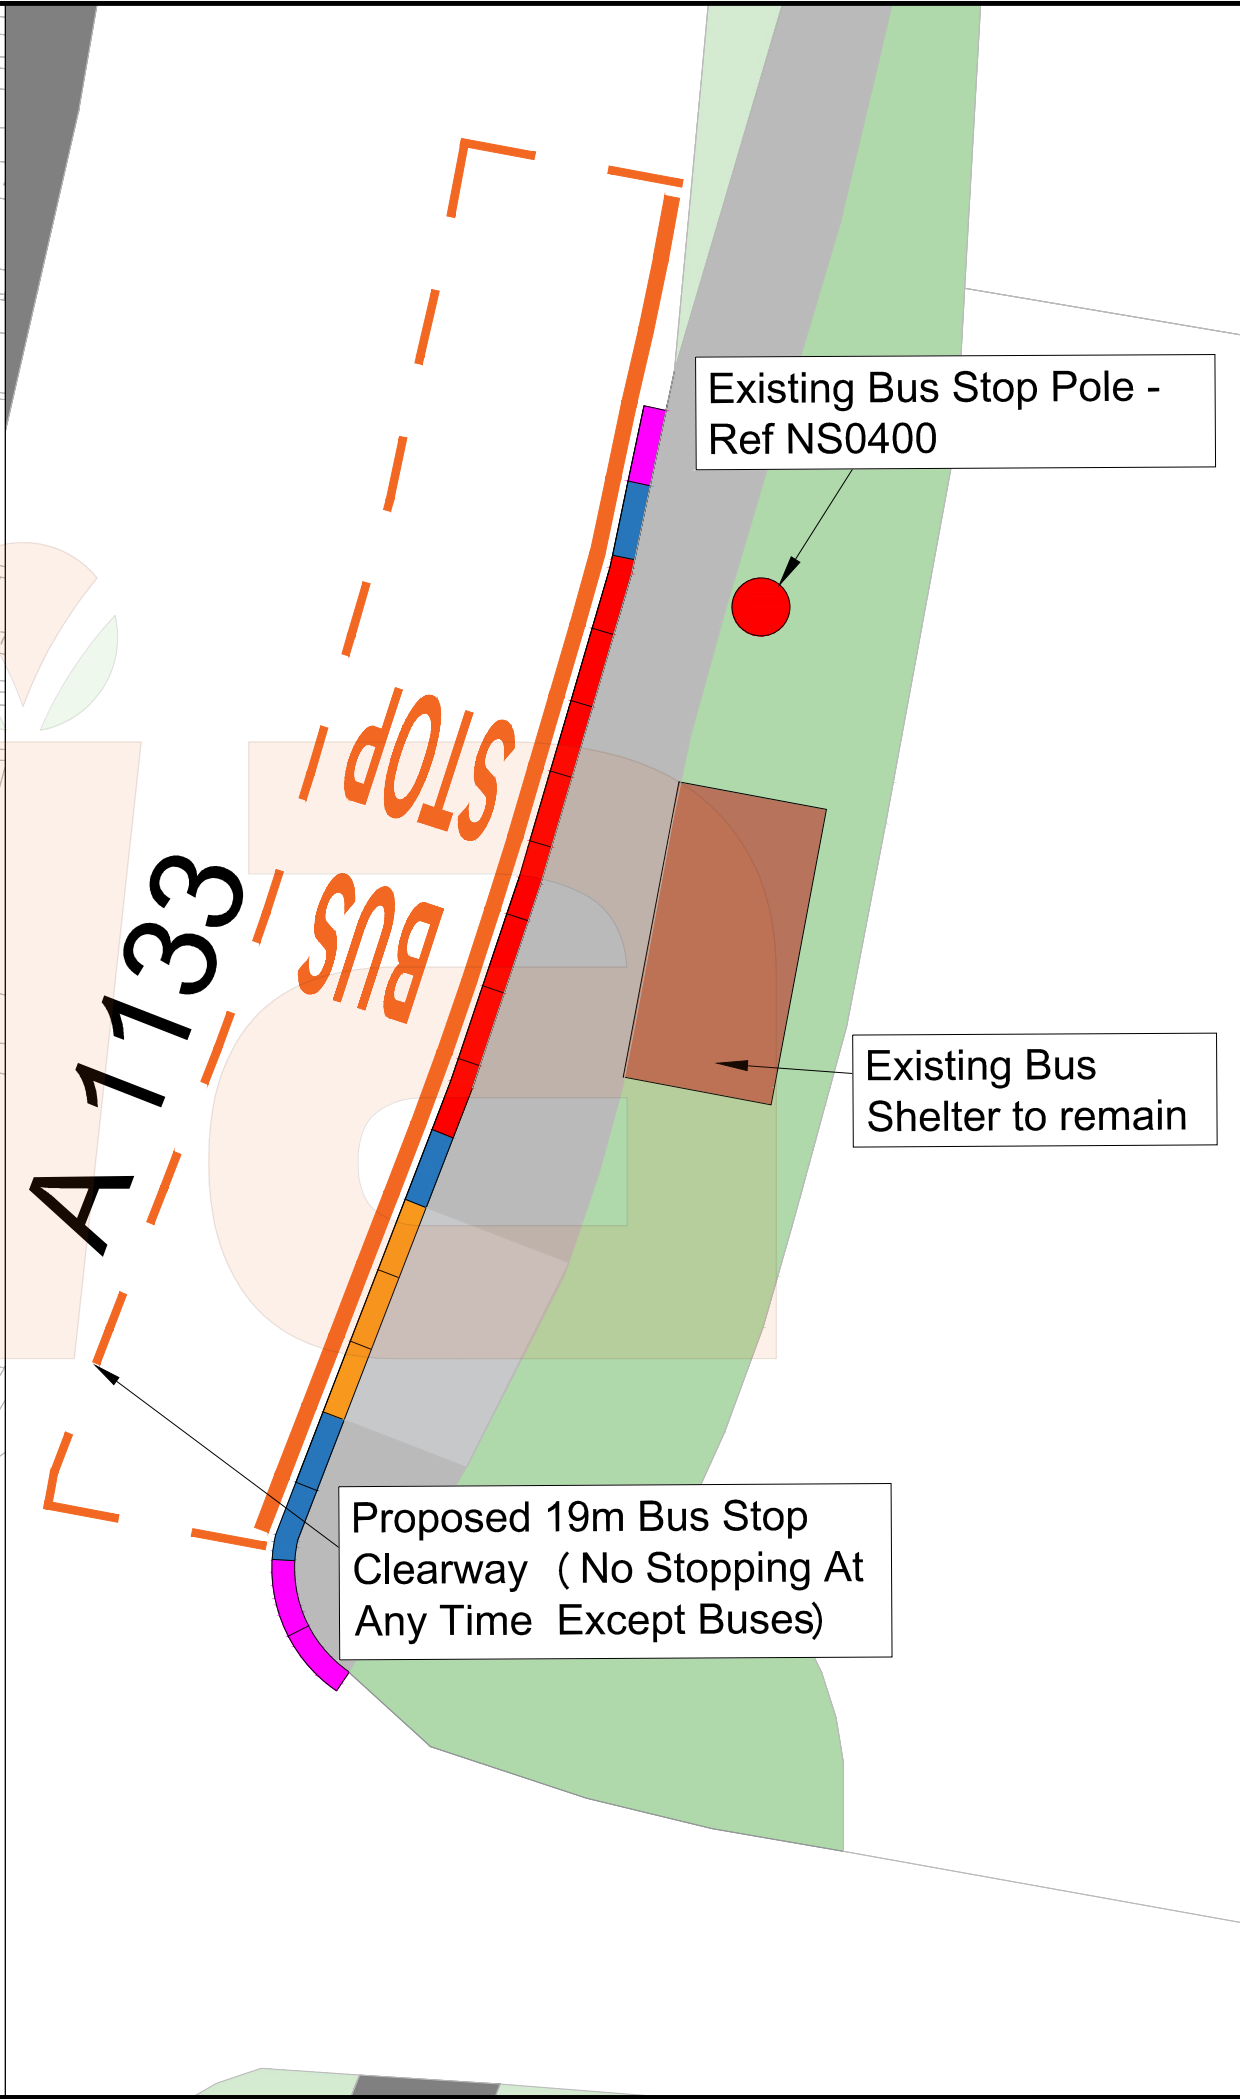 Existing Bus Stop Pole -
Ref NS0400
STOP
BUS
A 1133
Existing Bus
Shelter to remain
Proposed 19m Bus Stop
Clearway ( No Stopping At
Any Time Except Buses)